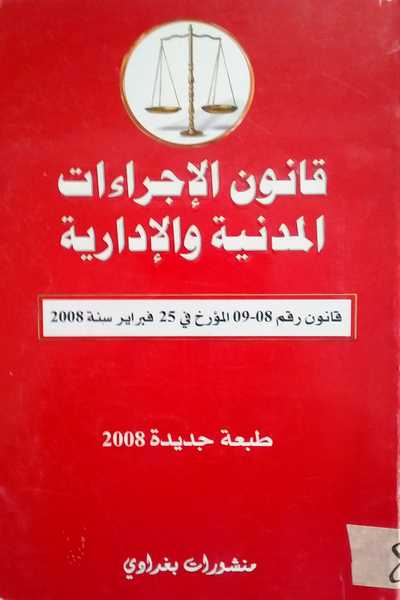 قانون الإجراءات
المدنية والإدارية
قانون رقم 08-09 المؤرخ في 25 فبراير سنة 2008
طبعة جديدة 2008
منشورات بغدادي